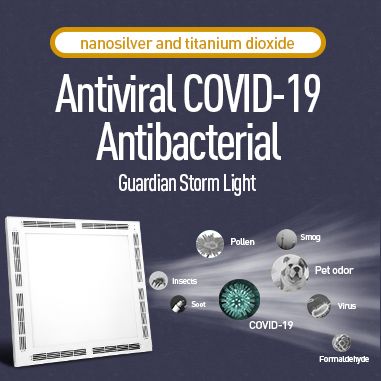 nanosilver and titanium dioxide
Antiviral COVID-19
Antibacterial
Guardian Storm Light
Pollen
Smog
Pet odor
Insects
Soot
Virus
COVID-19
Formaldehyde